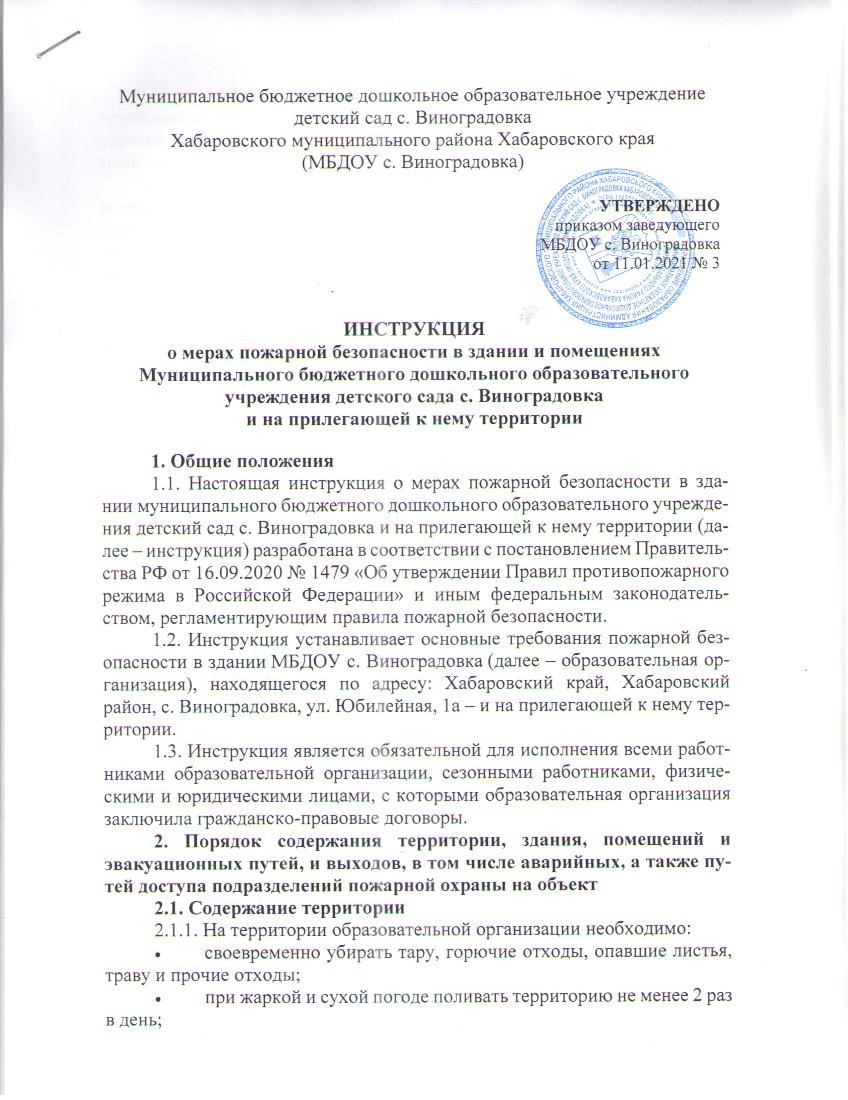 Муниципальное бюджетное дошкольное образовательное учреждение
детский сад с. Виноградовка
Хабаровского муниципального района Хабаровского края
(МБДОУ с. Виноградовка)
УТВЕРЖДЕНО
приказом заведующего
МБДОУ с. Виноградовка
от 11.01.2021 № 3
ИНСТРУКЦИЯ
о мерах пожарной безопасности в здании и помещениях
Муниципального бюджетного дошкольного образовательного
учреждения детского сада с. Виноградовка
и на прилегающей к нему территории
1. Общие положения
1.1. Настоящая инструкция о мерах пожарной безопасности в зда-
нии муниципального бюджетного дошкольного образовательного учрежде-
ния детский сад с. Виноградовка и на прилегающей к нему территории (да-
лее – инструкция) разработана в соответствии с постановлением Правитель-
ства РФ от 16.09.2020 № 1479 «Об утверждении Правил противопожарного
режима в Российской Федерации» и иным федеральным законодатель-
ством, регламентирующим правила пожарной безопасности.
1.2. Инструкция устанавливает основные требования пожарной без-
опасности в здании МБДОУ с. Виноградовка (далее – образовательная ор-
ганизация), находящегося по адресу: Хабаровский край, Хабаровский
район, с. Виноградовка, ул. Юбилейная, 1а – и на прилегающей к нему тер-
ритории.
1.3. Инструкция является обязательной для исполнения всеми работ-
никами образовательной организации, сезонными работниками, физиче-
скими и юридическими лицами, с которыми образовательная организация
заключила гражданско-правовые договоры.
2. Порядок содержания территории, здания, помещений и
эвакуационных путей, и выходов, в том числе аварийных, а также пу-
тей доступа подразделений пожарной охраны на объект
2.1. Содержание территории
2.1.1. На территории образовательной организации необходимо:
• своевременно убирать тару, горючие отходы, опавшие листья,
траву и прочие отходы;
• при жаркой и сухой погоде поливать территорию не менее 2 раз
в день;